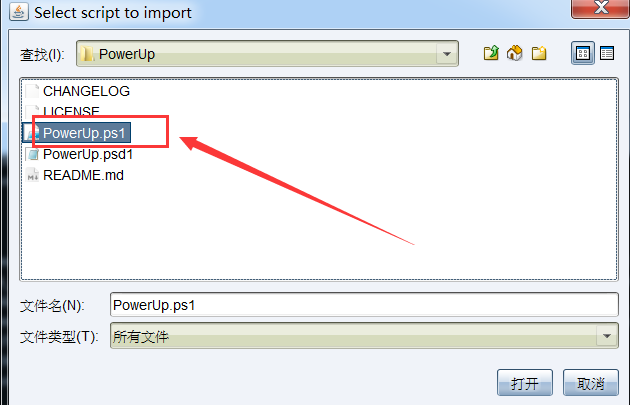 Select script to import
查找(I): PowerUp
CHANGELOG
LICENSE
PowerUp.ps1
PowerUp.psd1
README.md
文件名(N): PowerUp.ps1
文件类型(T): 所有文件
打开 取消